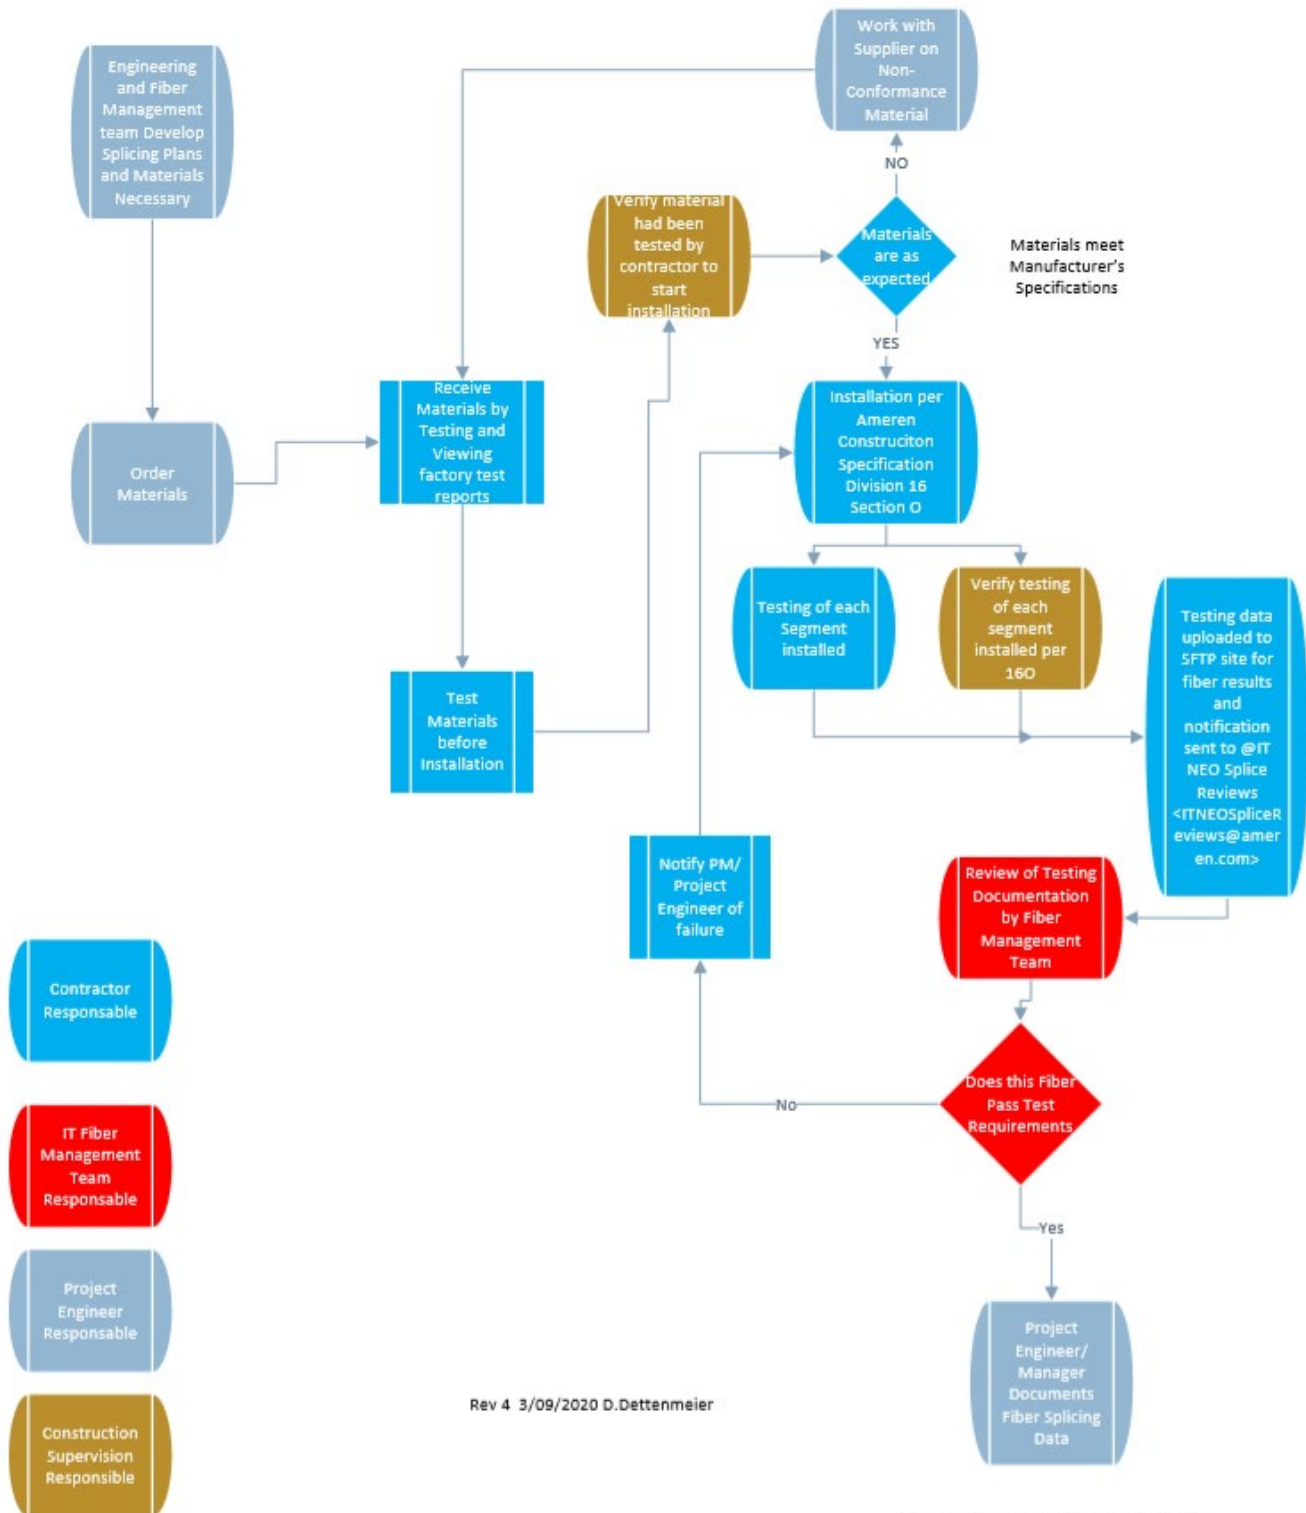 Engineering
and Fiber
Management
team Develop
Splicing Plans
and Materials
Necessary
Order
Materials
Work with
Supplier on
Non-
Conformance
Material
NO
Verify material
had been
tested by
contractor to
start
installation
Materials
are as
expected
Materials meet
Manufacturer's
Specifications
YES
Receive
Materials by
Testing and
Viewing
factory test
reports
Installation per
Ameren
Construciton
Specification
Division 16
Section O
Test
Materials
before
Installation
Testing of each
Segment
installed
Verify testing
of each
segment
installed per
16O
Testing data
uploaded to
SFTP site for
fiber results
and
notification
sent to @IT
NEO Splice
Reviews
<ITNEOSpliceR
eviews@amer
en.com>
Notify PM/
Project
Engineer of
failure
Review of Testing
Documentation
by Fiber
Management
Team
Does this Fiber
Pass Test
Requirements
No
Yes
Project
Engineer/
Manager
Documents
Fiber Splicing
Data
Contractor
Responsable
IT Fiber
Management
Team
Responsable
Project
Engineer
Responsable
Construction
Supervision
Responsible
Rev 4 3/09/2020 D.Dettenmeier